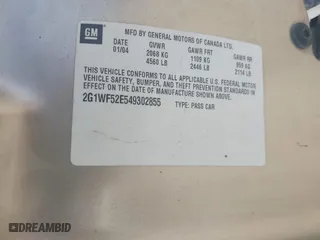 GM
MFD BY GENERAL MOTORS OF CANADA LTD.
DATE GVWR GAWR FRT GAWR RR
01/04 2068 KG 1109 KG 959 KG
4560 LB 2446 LB 2114 LB
THIS VEHICLE CONFORMS TO ALL APPLICABLE U.S. FEDERAL MOTOR
VEHICLE SAFETY, BUMPER, AND THEFT PREVENTION STANDARDS IN
EFFECT ON THE DATE OF MANUFACTURE SHOWN ABOVE.
2G1WF52E549302855 TYPE: PASS CAR
DREAMBID